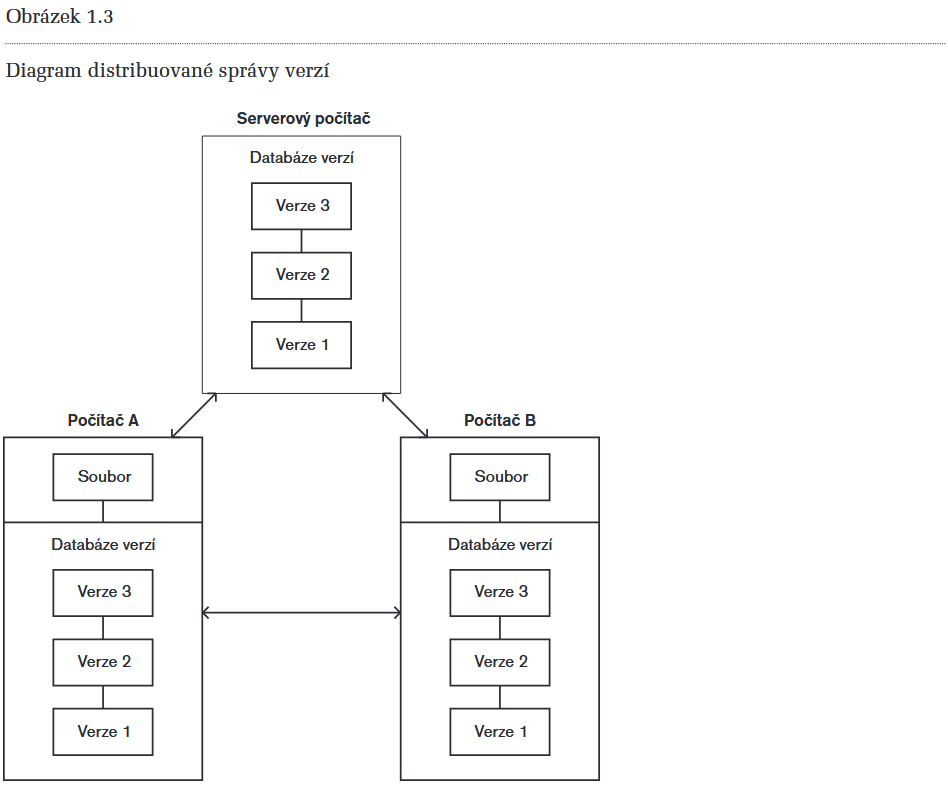 Obrázek 1.3
Diagram distribuované správy verzí
Serverový počítač
Databáze verzí
Verze 3
Verze 2
Verze 1
Počítač A
Soubor
Databáze verzí
Verze 3
Verze 2
Verze 1
Počítač B
Soubor
Databáze verzí
Verze 3
Verze 2
Verze 1